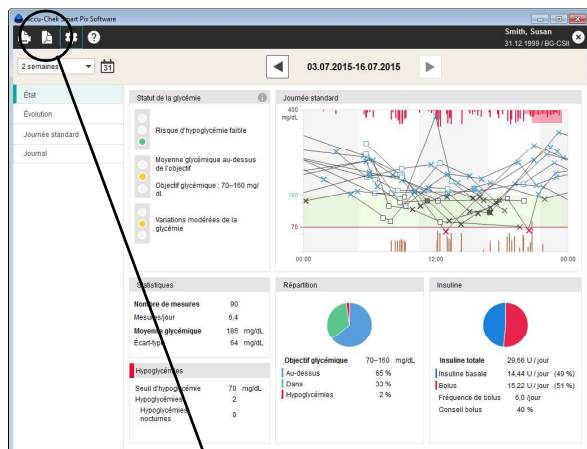 Accu-Chek Smart Pix Software
Smith, Susan
31.12.1999 / BG-CSII
2 semaines
31
03.07.2015-16.07.2015
État
Évolution
Journée standard
Journal
Statut de la glycémie
Risque d'hypoglycémie faible
Moyenne glycémique au-dessus
de l'objectif
Objectif glycémique : 70–160 mg/
dL
Variations modérées de la
glycémie
Journée standard
400
mg/dL
160
70
00:00
12:00
00:00
Statistiques
Nombre de mesures 90
Mesures/jour 6,4
Moyenne glycémique 185 mg/dL
Écart-type 64 mg/dL
Hypoglycémies
Seuil d'hypoglycémie 70 mg/dL
Hypoglycémies 2
Hypoglycémies
nocturnes 0
Répartition
Objectif glycémique 70–160 mg/dL
Au-dessus 65 %
Dans 33 %
Hypoglycémies 2 %
Insuline
Insuline totale 29,66 U / jour
Insuline basale 14,44 U / jour (49 %)
Bolus 15,22 U / jour (51 %)
Fréquence de bolus 6,0 /jour
Conseil bolus 40 %